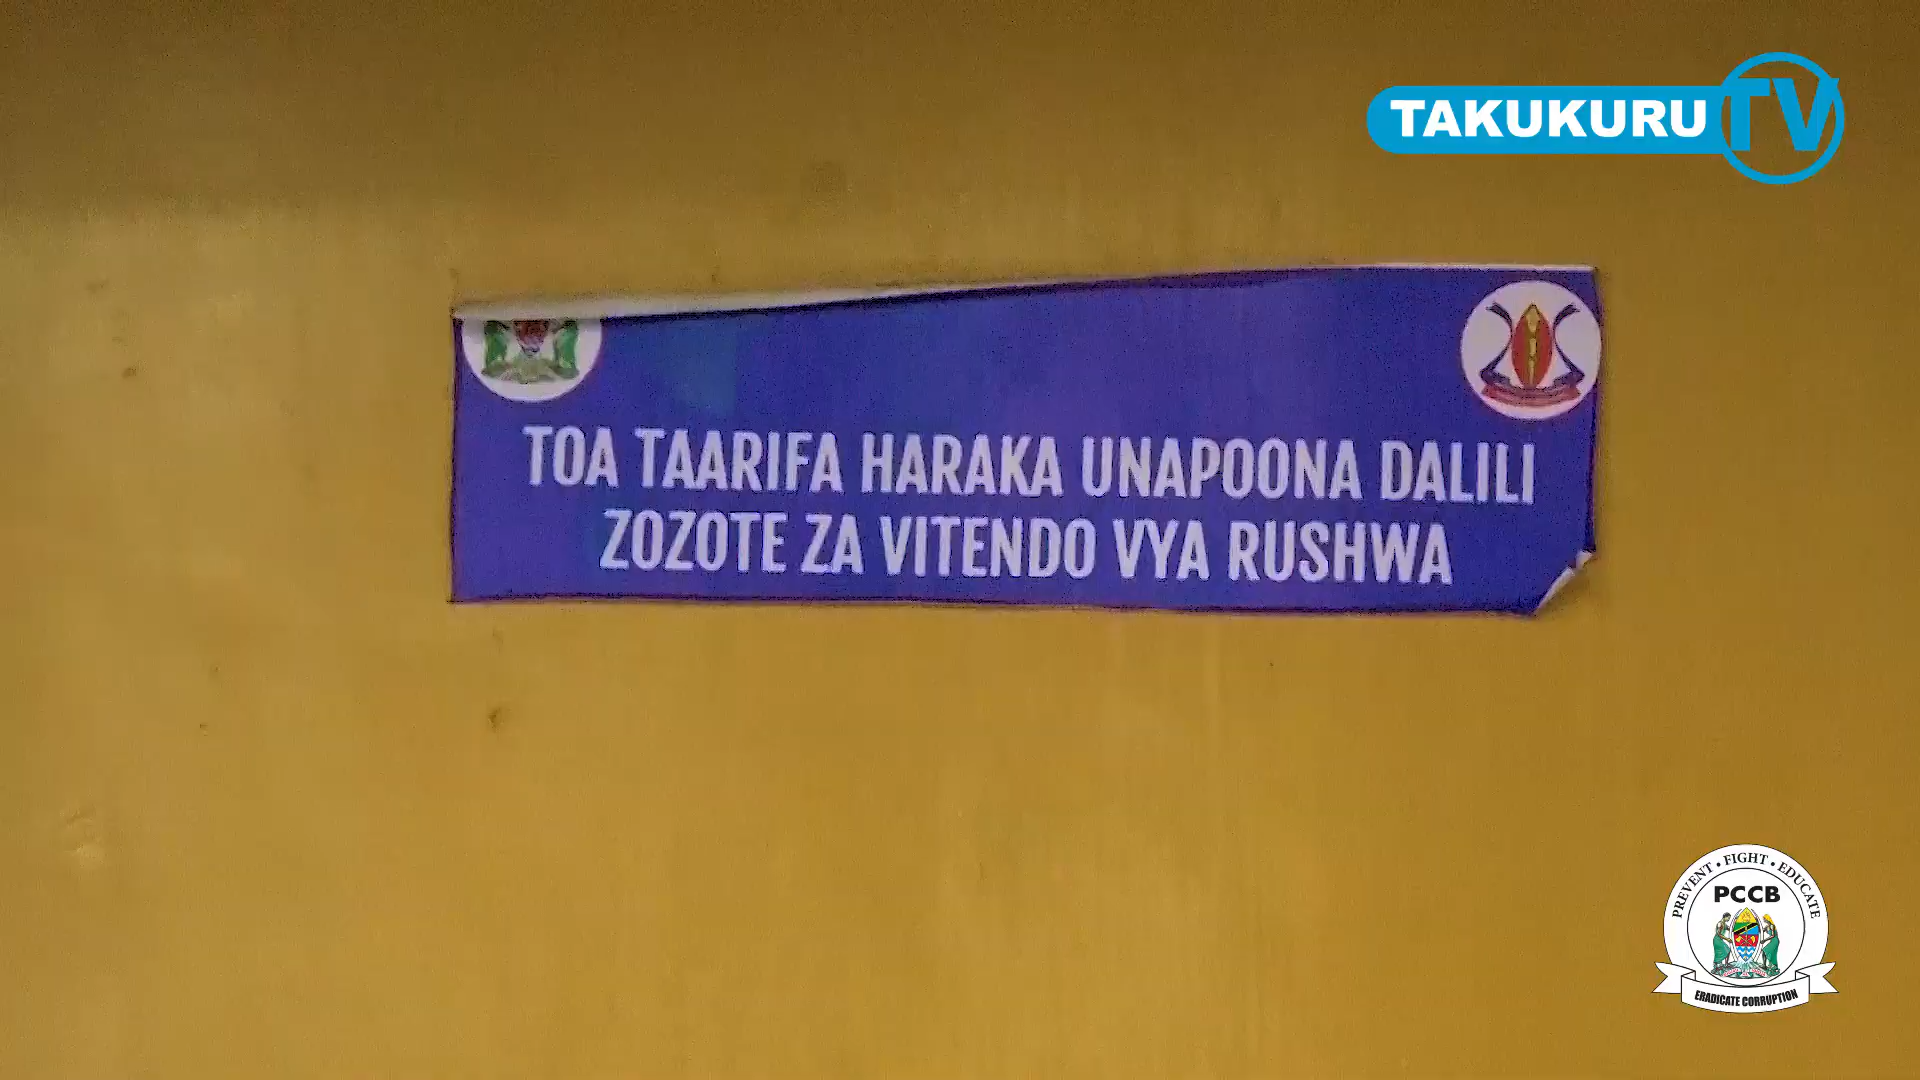 TAKUKURU TV
TOA TAARIFA HARAKA UNAPOONA DALILI
ZOZOTE ZA VITENDO VYA RUSHWA
PREVENT • FIGHT • EDUCATE
PCCB
ERADICATE CORRUPTION